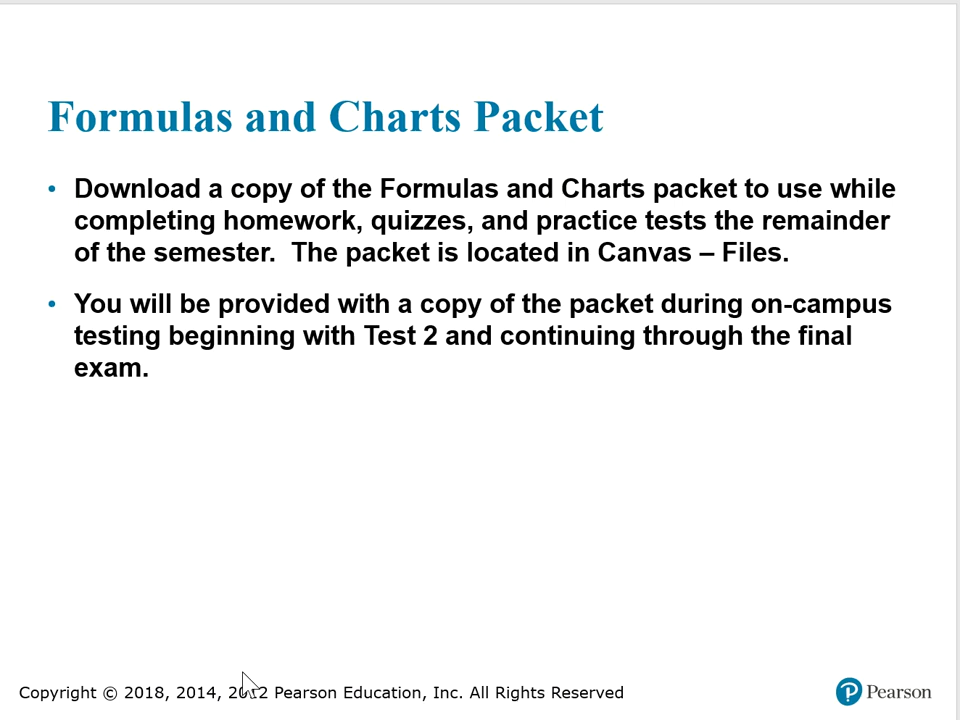 Formulas and Charts Packet
• Download a copy of the Formulas and Charts packet to use while
completing homework, quizzes, and practice tests the remainder
of the semester.  The packet is located in Canvas – Files.
• You will be provided with a copy of the packet during on-campus
testing beginning with Test 2 and continuing through the final
exam.
Copyright © 2018, 2014, 2012 Pearson Education, Inc. All Rights Reserved
P Pearson